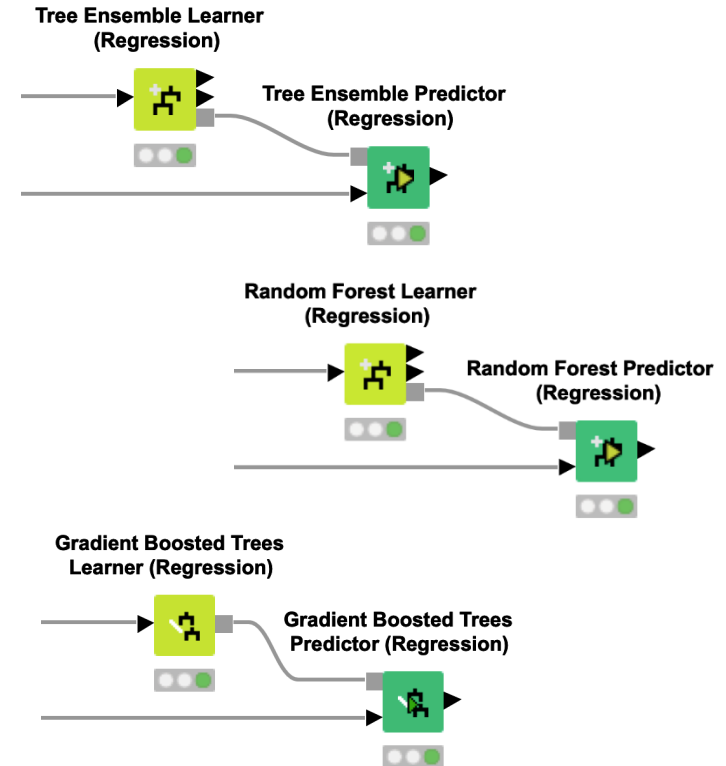 Tree Ensemble Learner
(Regression)
Tree Ensemble Predictor
(Regression)
Random Forest Learner
(Regression)
Random Forest Predictor
(Regression)
Gradient Boosted Trees
Learner (Regression)
Gradient Boosted Trees
Predictor (Regression)